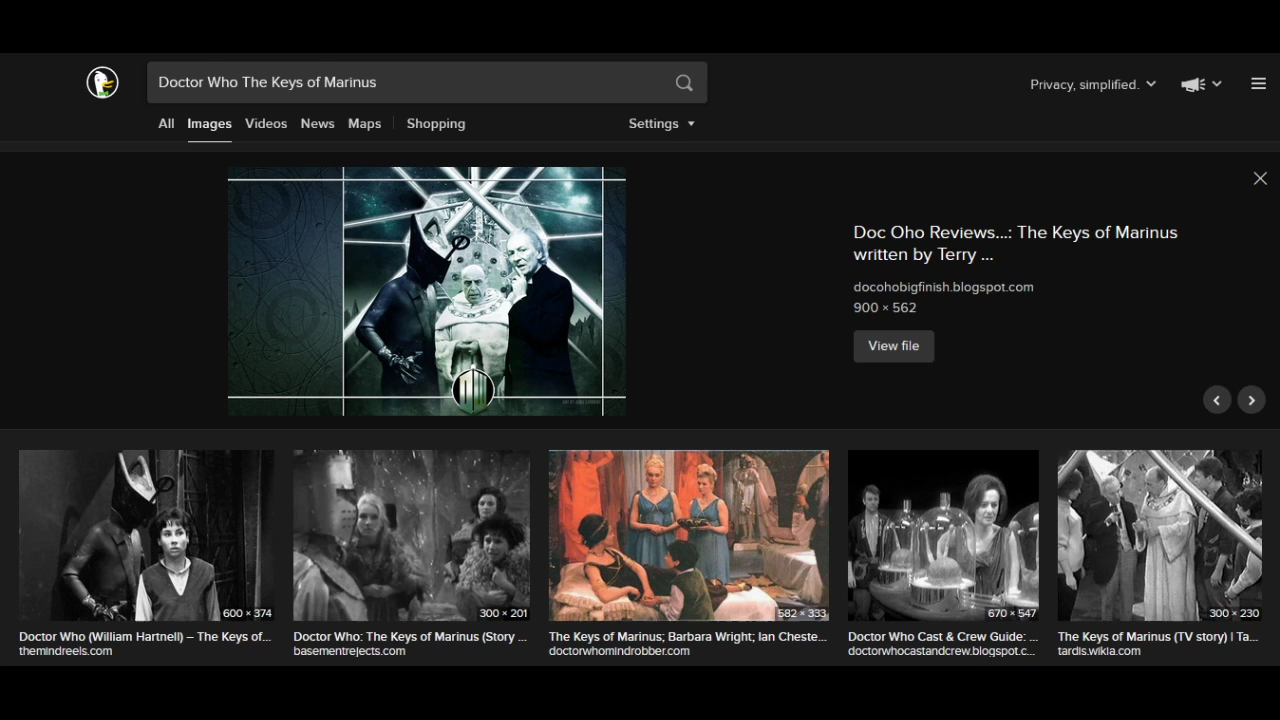 Doctor Who The Keys of Marinus
Privacy, simplified.
All Images Videos News Maps Shopping Settings
Doc Oho Reviews...: The Keys of Marinus
written by Terry ...
docohobigfinish.blogspot.com
900 × 562
View file
600 × 374
300 × 201
582 × 333
670 × 547
300 × 230
Doctor Who (William Hartnell) – The Keys of...
themindreels.com
Doctor Who: The Keys of Marinus (Story ...
basementrejects.com
The Keys of Marinus; Barbara Wright; Ian Cheste...
doctorwhomindrobber.com
Doctor Who Cast & Crew Guide: ...
doctorwhocastandcrew.blogspot.c...
The Keys of Marinus (TV story) | Ta...
tardis.wikia.com